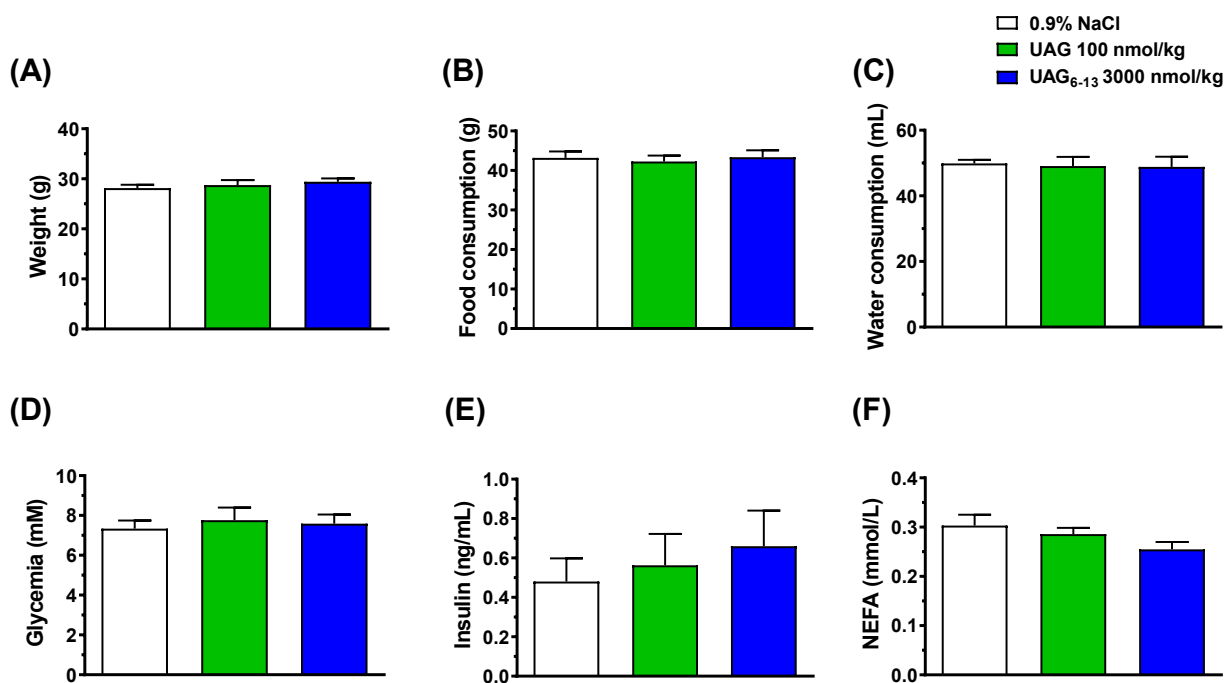 0.9% NaCl
UAG 100 nmol/kg
UAG6-13 3000 nmol/kg
(A)
Weight (g)
40
30
20
10
0
(B)
Food consumption (g)
50
40
30
20
10
0
(C)
Water consumption (mL)
60
40
20
0
(D)
Glycemia (mM)
10
8
6
4
2
0
(E)
Insulin (ng/mL)
1.0
0.8
0.6
0.4
0.2
0.0
(F)
NEFA (mmol/L)
0.4
0.3
0.2
0.1
0.0